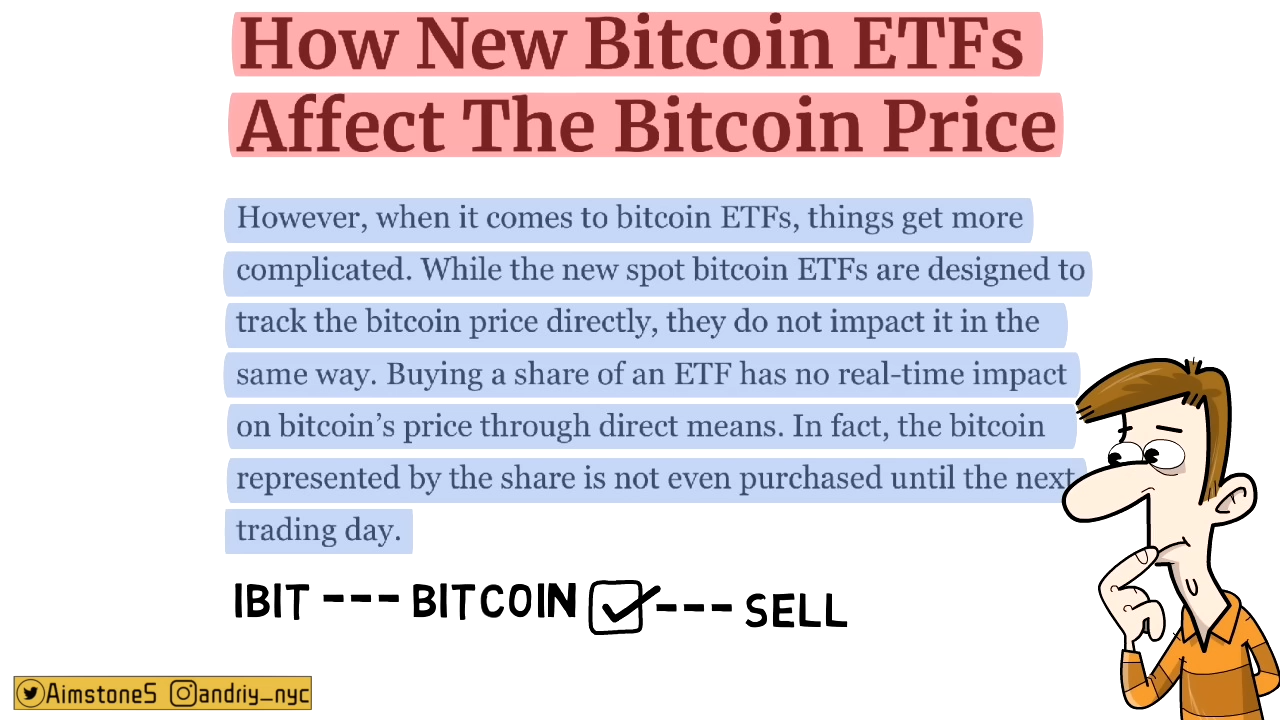 How New Bitcoin ETFs
Affect The Bitcoin Price
However, when it comes to bitcoin ETFs, things get more
complicated. While the new spot bitcoin ETFs are designed to
track the bitcoin price directly, they do not impact it in the
same way. Buying a share of an ETF has no real-time impact
on bitcoin’s price through direct means. In fact, the bitcoin
represented by the share is not even purchased until the next
trading day.
IBIT --- BITCOIN --- SELL
Aimstone5 andriy_nyc